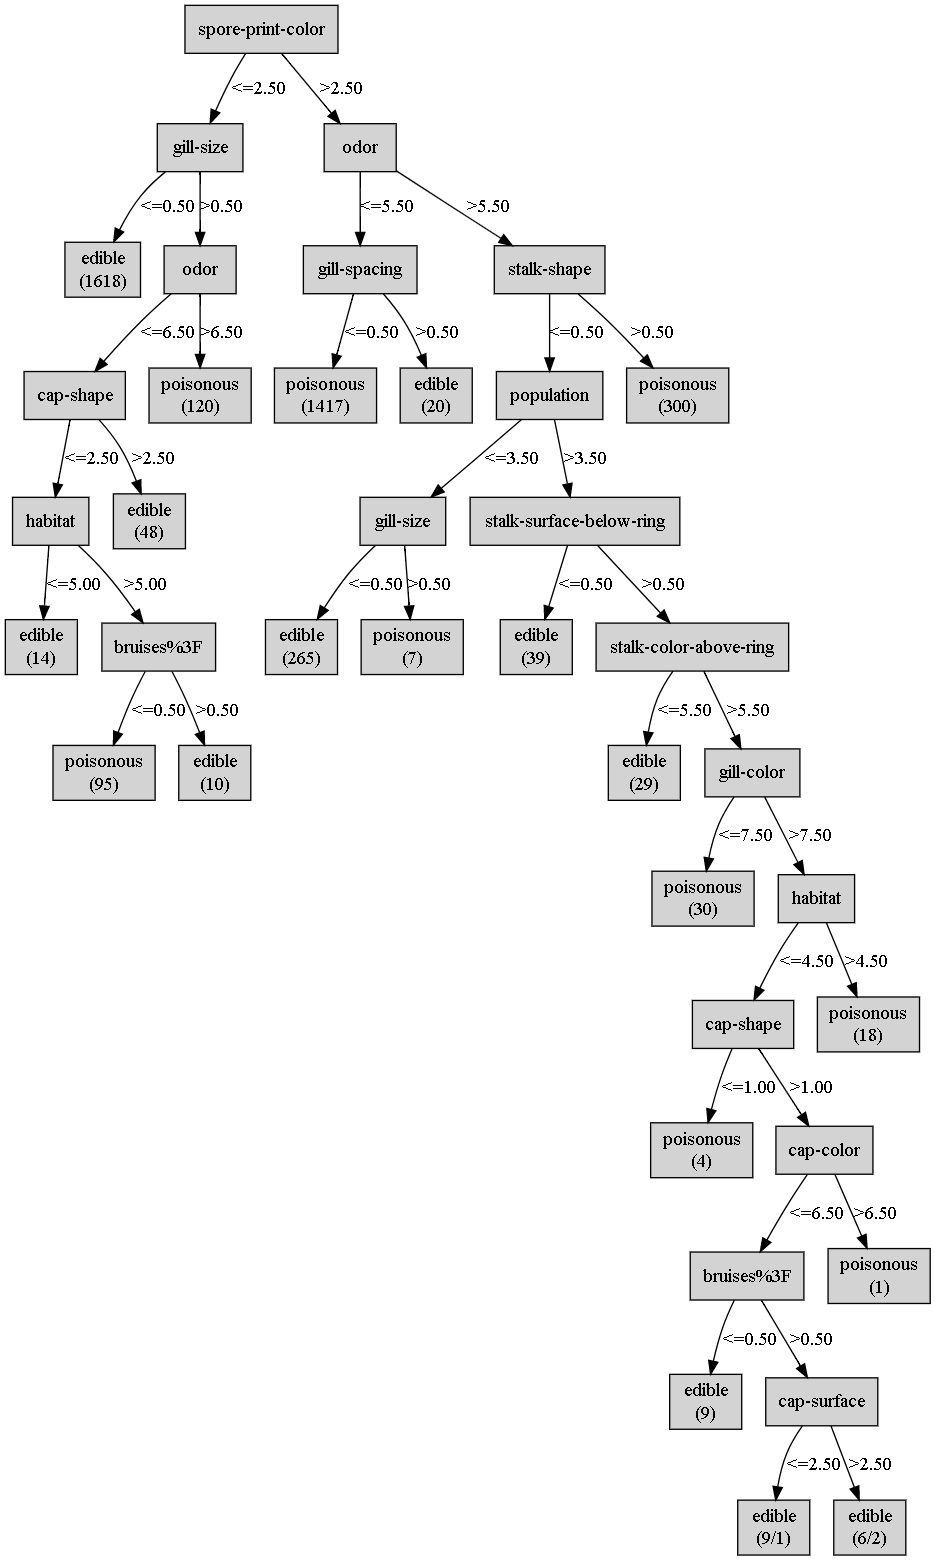 spore-print-color
<=2.50
>2.50
gill-size
odor
<=0.50
>0.50
<=5.50
>5.50
edible
(1618)
odor
gill-spacing
stalk-shape
<=6.50
>6.50
<=0.50
>0.50
<=0.50
>0.50
cap-shape
poisonous
(120)
poisonous
(1417)
edible
(20)
population
poisonous
(300)
<=2.50
>2.50
<=3.50
>3.50
habitat
edible
(48)
gill-size
stalk-surface-below-ring
<=5.00
>5.00
<=0.50
>0.50
<=0.50
>0.50
edible
(14)
bruises%3F
edible
(265)
poisonous
(7)
edible
(39)
stalk-color-above-ring
<=0.50
>0.50
<=5.50
>5.50
poisonous
(95)
edible
(10)
edible
(29)
gill-color
<=7.50
>7.50
poisonous
(30)
habitat
<=4.50
>4.50
cap-shape
poisonous
(18)
<=1.00
>1.00
poisonous
(4)
cap-color
<=6.50
>6.50
bruises%3F
poisonous
(1)
<=0.50
>0.50
edible
(9)
cap-surface
<=2.50
>2.50
edible
(9/1)
edible
(6/2)